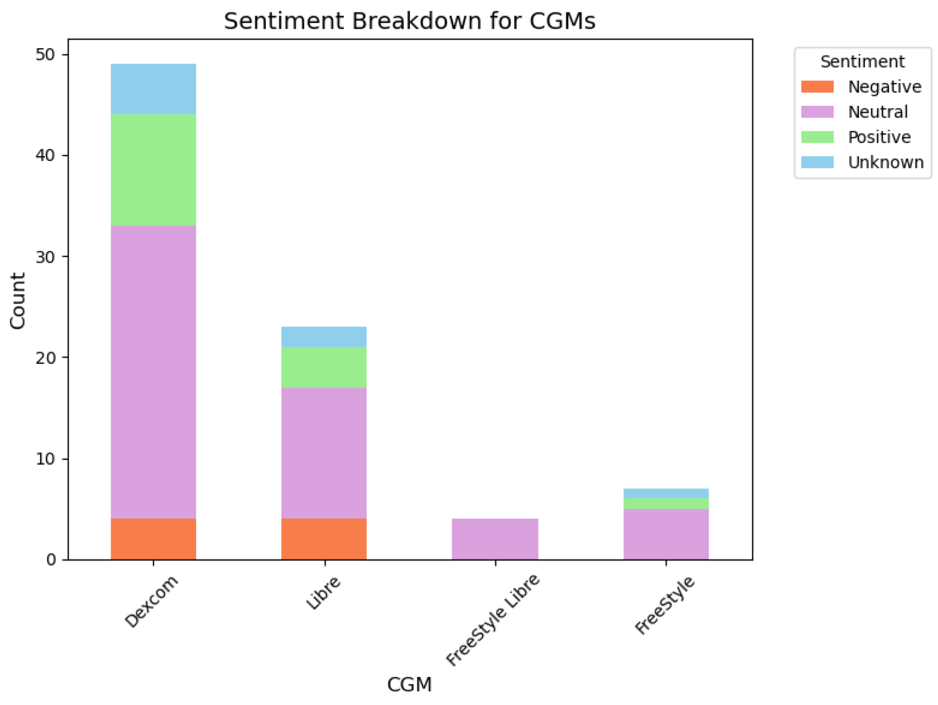 Sentiment Breakdown for CGMs
Sentiment
Negative
Neutral
Positive
Unknown
50
40
30
20
10
0
Count
Dexcom
Libre
FreeStyle Libre
FreeStyle
CGM